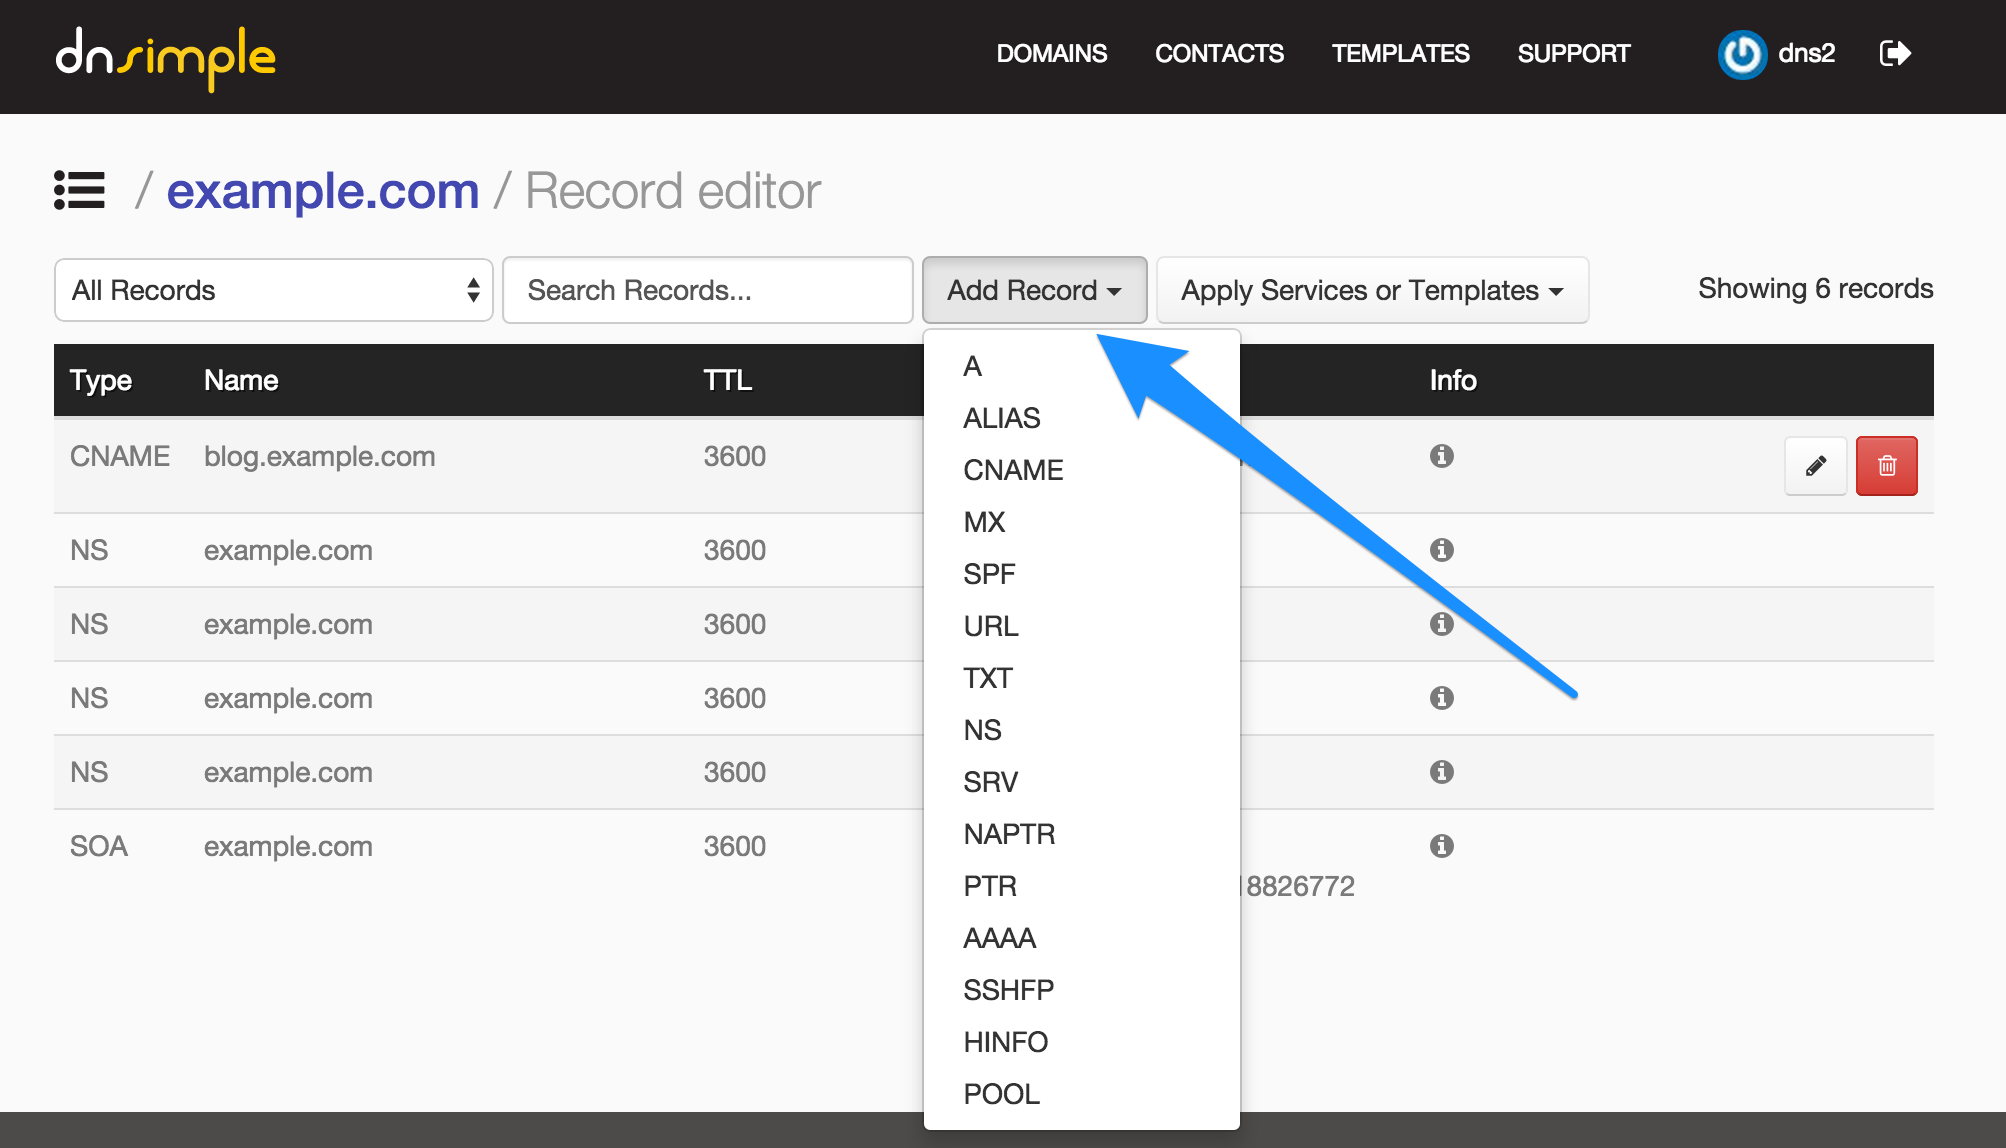 dnsimple DOMAINS CONTACTS TEMPLATES SUPPORT dns2
/ example.com / Record editor
All Records Search Records... Add Record Apply Services or Templates Showing 6 records
Type Name TTL Info
CNAME blog.example.com 3600
NS example.com 3600
NS example.com 3600
NS example.com 3600
NS example.com 3600
SOA example.com 3600
18826772
A
ALIAS
CNAME
MX
SPF
URL
TXT
NS
SRV
NAPTR
PTR
AAAA
SSHFP
HINFO
POOL